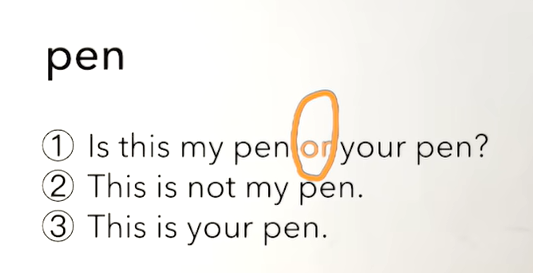 pen
① Is this my pen or your pen?
② This is not my pen.
③ This is your pen.